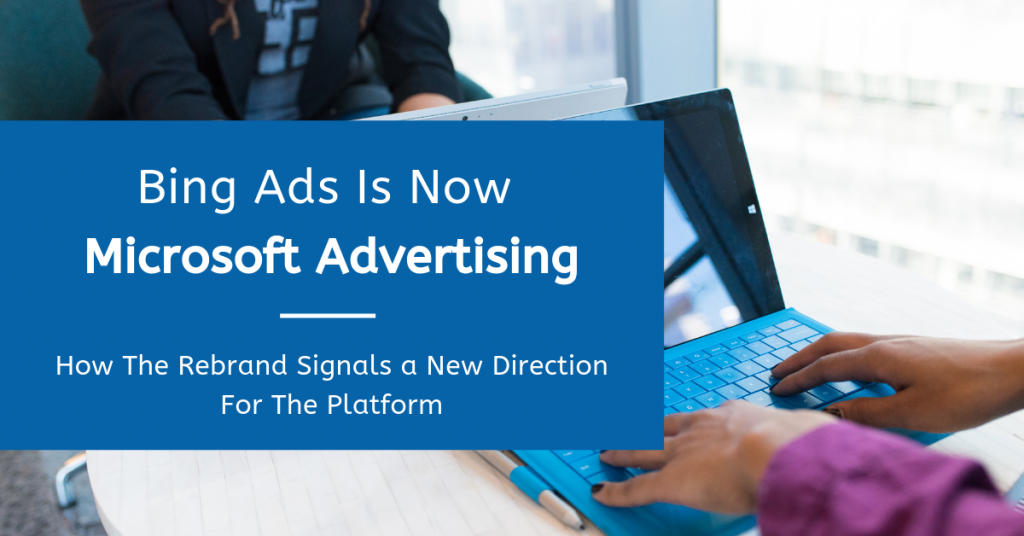 Bing Ads Is Now
Microsoft Advertising
How The Rebrand Signals a New Direction
For The Platform